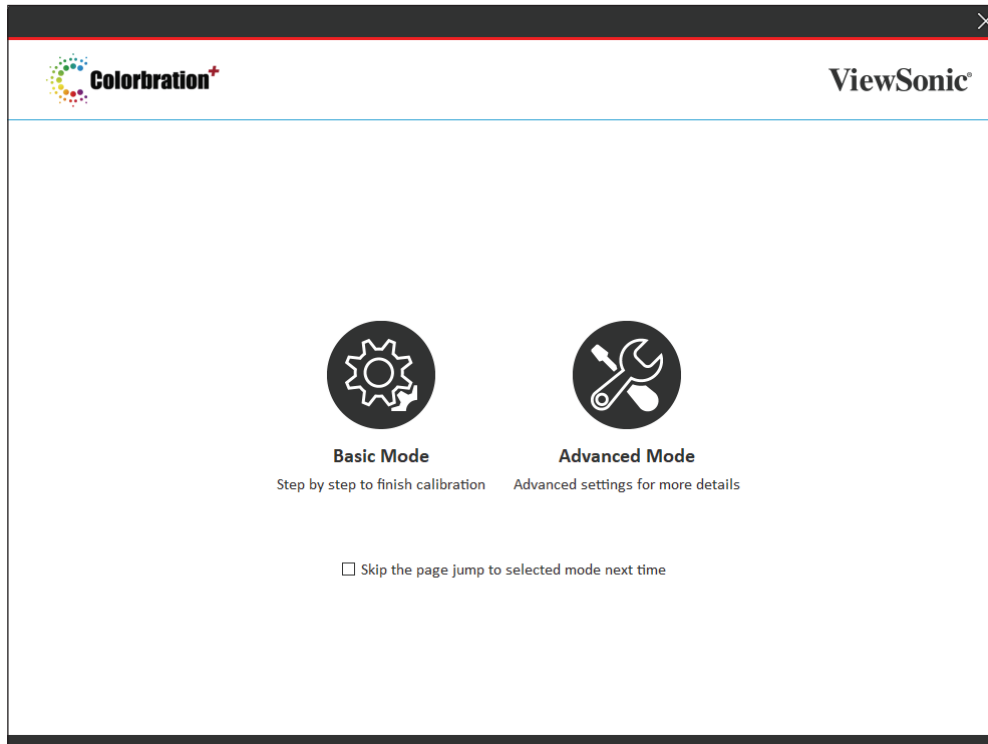 Colorbration+
ViewSonic®
Basic Mode
Advanced Mode
Step by step to finish calibration
Advanced settings for more details
Skip the page jump to selected mode next time